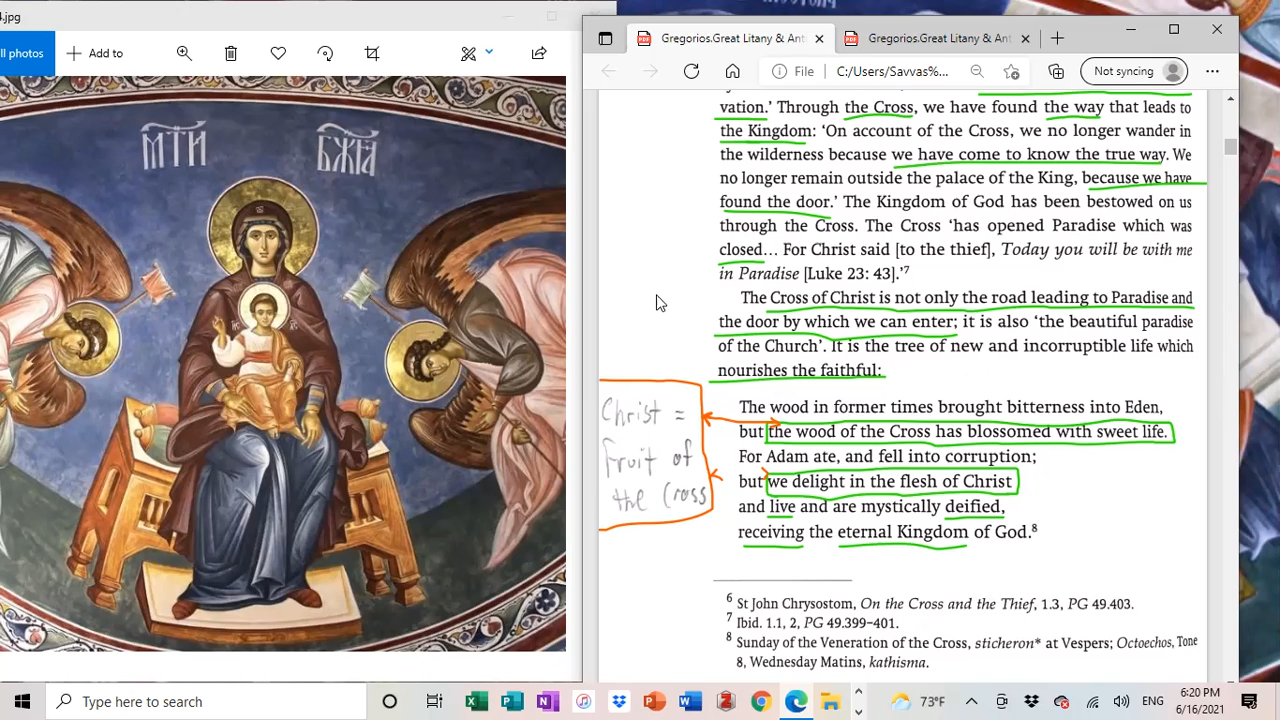 4.jpg
ll photos
Add to
МТИ
БЖІА
Gregorios.Great Litany & Ant
Gregorios.Great Litany & Ant
File
C:/Users/Savvas%...
Not syncing
vation.' Through the Cross, we have found the way that leads to
the Kingdom: 'On account of the Cross, we no longer wander in
the wilderness because we have come to know the true way. We
no longer remain outside the palace of the King, because we have
found the door.' The Kingdom of God has been bestowed on us
through the Cross. The Cross 'has opened Paradise which was
closed… For Christ said [to the thief], Today you will be with me
in Paradise [Luke 23: 43].'7
The Cross of Christ is not only the road leading to Paradise and
the door by which we can enter; it is also 'the beautiful paradise
of the Church'. It is the tree of new and incorruptible life which
nourishes the faithful:
Christ =
Fruit of
the Cross
The wood in former times brought bitterness into Eden,
but the wood of the Cross has blossomed with sweet life.
For Adam ate, and fell into corruption;
but we delight in the flesh of Christ
and live and are mystically deified,
receiving the eternal Kingdom of God.8
6 St John Chrysostom, On the Cross and the Thief, 1.3, PG 49.403.
7 Ibid. 1.1, 2, PG 49.399–401.
8 Sunday of the Veneration of the Cross, sticheron* at Vespers; Octoechos, Tone
8, Wednesday Matins, kathisma.
Type here to search
73°F
ENG
6:20 PM
6/16/2021